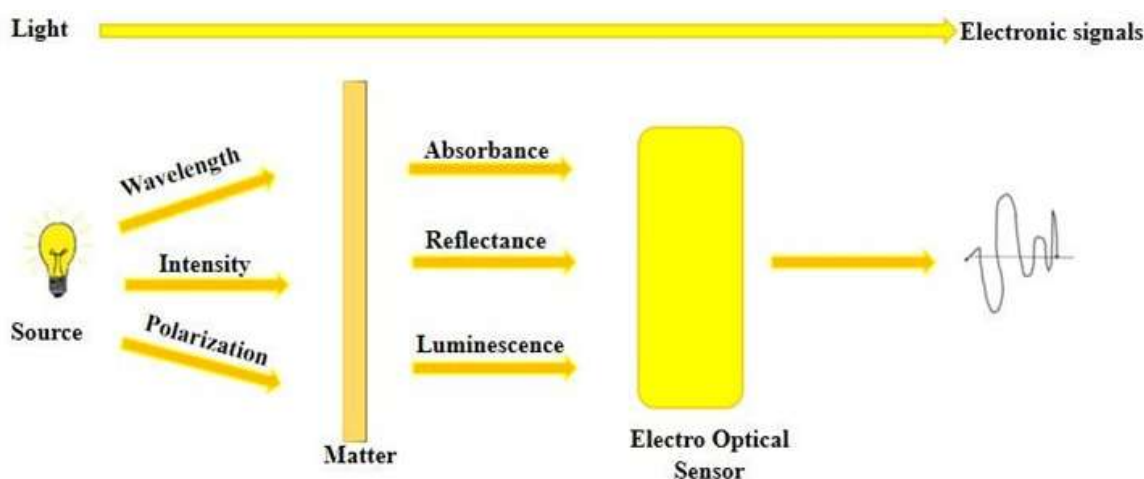 Light
Electronic signals
Wavelength
Intensity
Polarization
Source
Matter
Absorbance
Reflectance
Luminescence
Electro Optical
Sensor